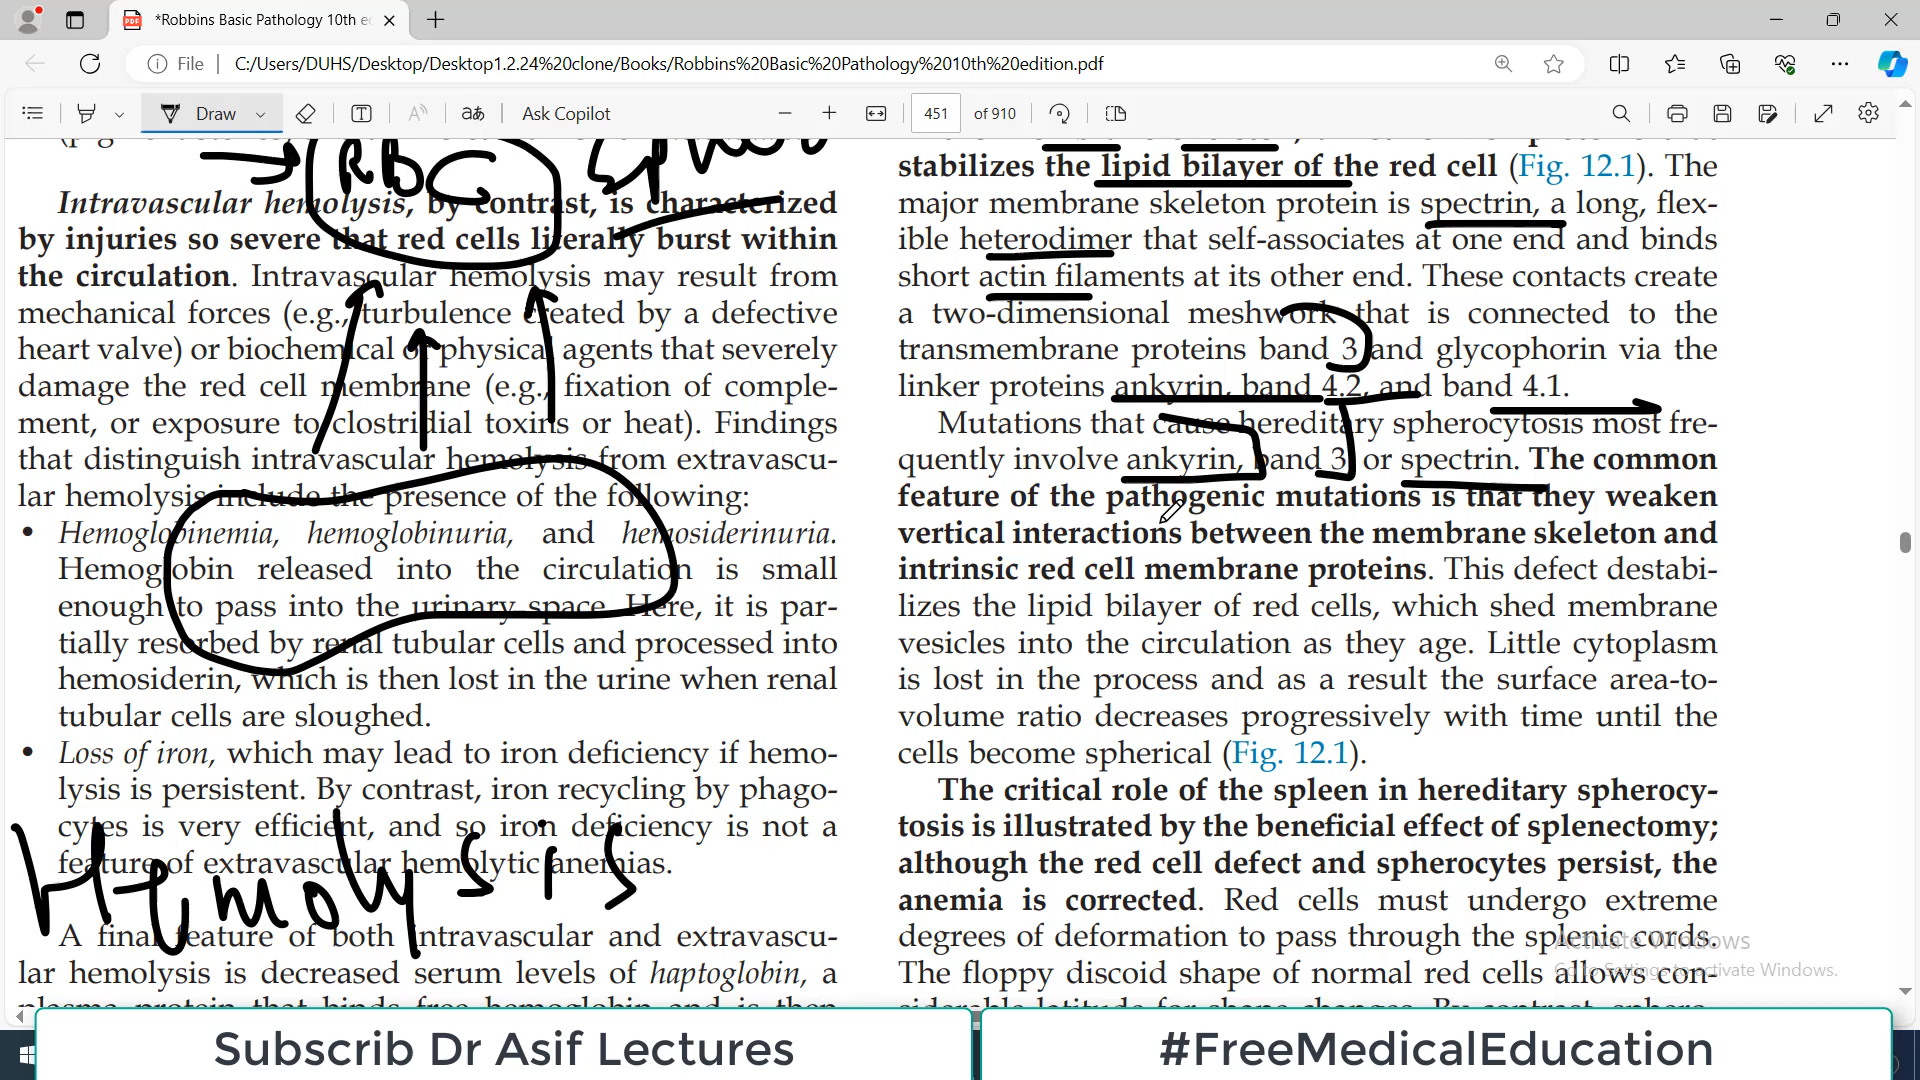 *Robbins Basic Pathology 10th e
File
C:/Users/DUHS/Desktop/Desktop1.2.24%20clone/Books/Robbins%20Basic%20Pathology%2010th%20edition.pdf
Draw
Ask Copilot
451 of 910
RBC
Intravascular hemolysis, by contrast, is characterized
by injuries so severe that red cells literally burst within
the circulation. Intravascular hemolysis may result from
mechanical forces (e.g., turbulence created by a defective
heart valve) or biochemical or physical agents that severely
damage the red cell membrane (e.g., fixation of comple-
ment, or exposure to clostridial toxins or heat). Findings
that distinguish intravascular hemolysis from extravascu-
lar hemolysis include the presence of the following:
• Hemoglobinemia, hemoglobinuria, and hemosiderinuria.
Hemoglobin released into the circulation is small
enough to pass into the urinary space. Here, it is par-
tially resorbed by renal tubular cells and processed into
hemosiderin, which is then lost in the urine when renal
tubular cells are sloughed.
• Loss of iron, which may lead to iron deficiency if hemo-
lysis is persistent. By contrast, iron recycling by phago-
cytes is very efficient, and so iron deficiency is not a
feature of extravascular hemolytic anemias.
Hemolysis
A final feature of both intravascular and extravascu-
lar hemolysis is decreased serum levels of haptoglobin, a
plasma protein that binds free hemoglobin and is then
stabilizes the lipid bilayer of the red cell (Fig. 12.1). The
major membrane skeleton protein is spectrin, a long, flex-
ible heterodimer that self-associates at one end and binds
short actin filaments at its other end. These contacts create
a two-dimensional meshwork that is connected to the
transmembrane proteins band 3 and glycophorin via the
linker proteins ankyrin, band 4.2, and band 4.1.
Mutations that cause hereditary spherocytosis most fre-
quently involve ankyrin, band 3, or spectrin. The common
feature of the pathogenic mutations is that they weaken
vertical interactions between the membrane skeleton and
intrinsic red cell membrane proteins. This defect destabi-
lizes the lipid bilayer of red cells, which shed membrane
vesicles into the circulation as they age. Little cytoplasm
is lost in the process and as a result the surface area-to-
volume ratio decreases progressively with time until the
cells become spherical (Fig. 12.1).
The critical role of the spleen in hereditary spherocy-
tosis is illustrated by the beneficial effect of splenectomy;
although the red cell defect and spherocytes persist, the
anemia is corrected. Red cells must undergo extreme
degrees of deformation to pass through the splenic cords.
The floppy discoid shape of normal red cells allows con-
siderable latitude for shape changes. By contrast, sphero-
Activate Windows
Go to Settings to activate Windows.
Subscrib Dr Asif Lectures
#FreeMedicalEducation